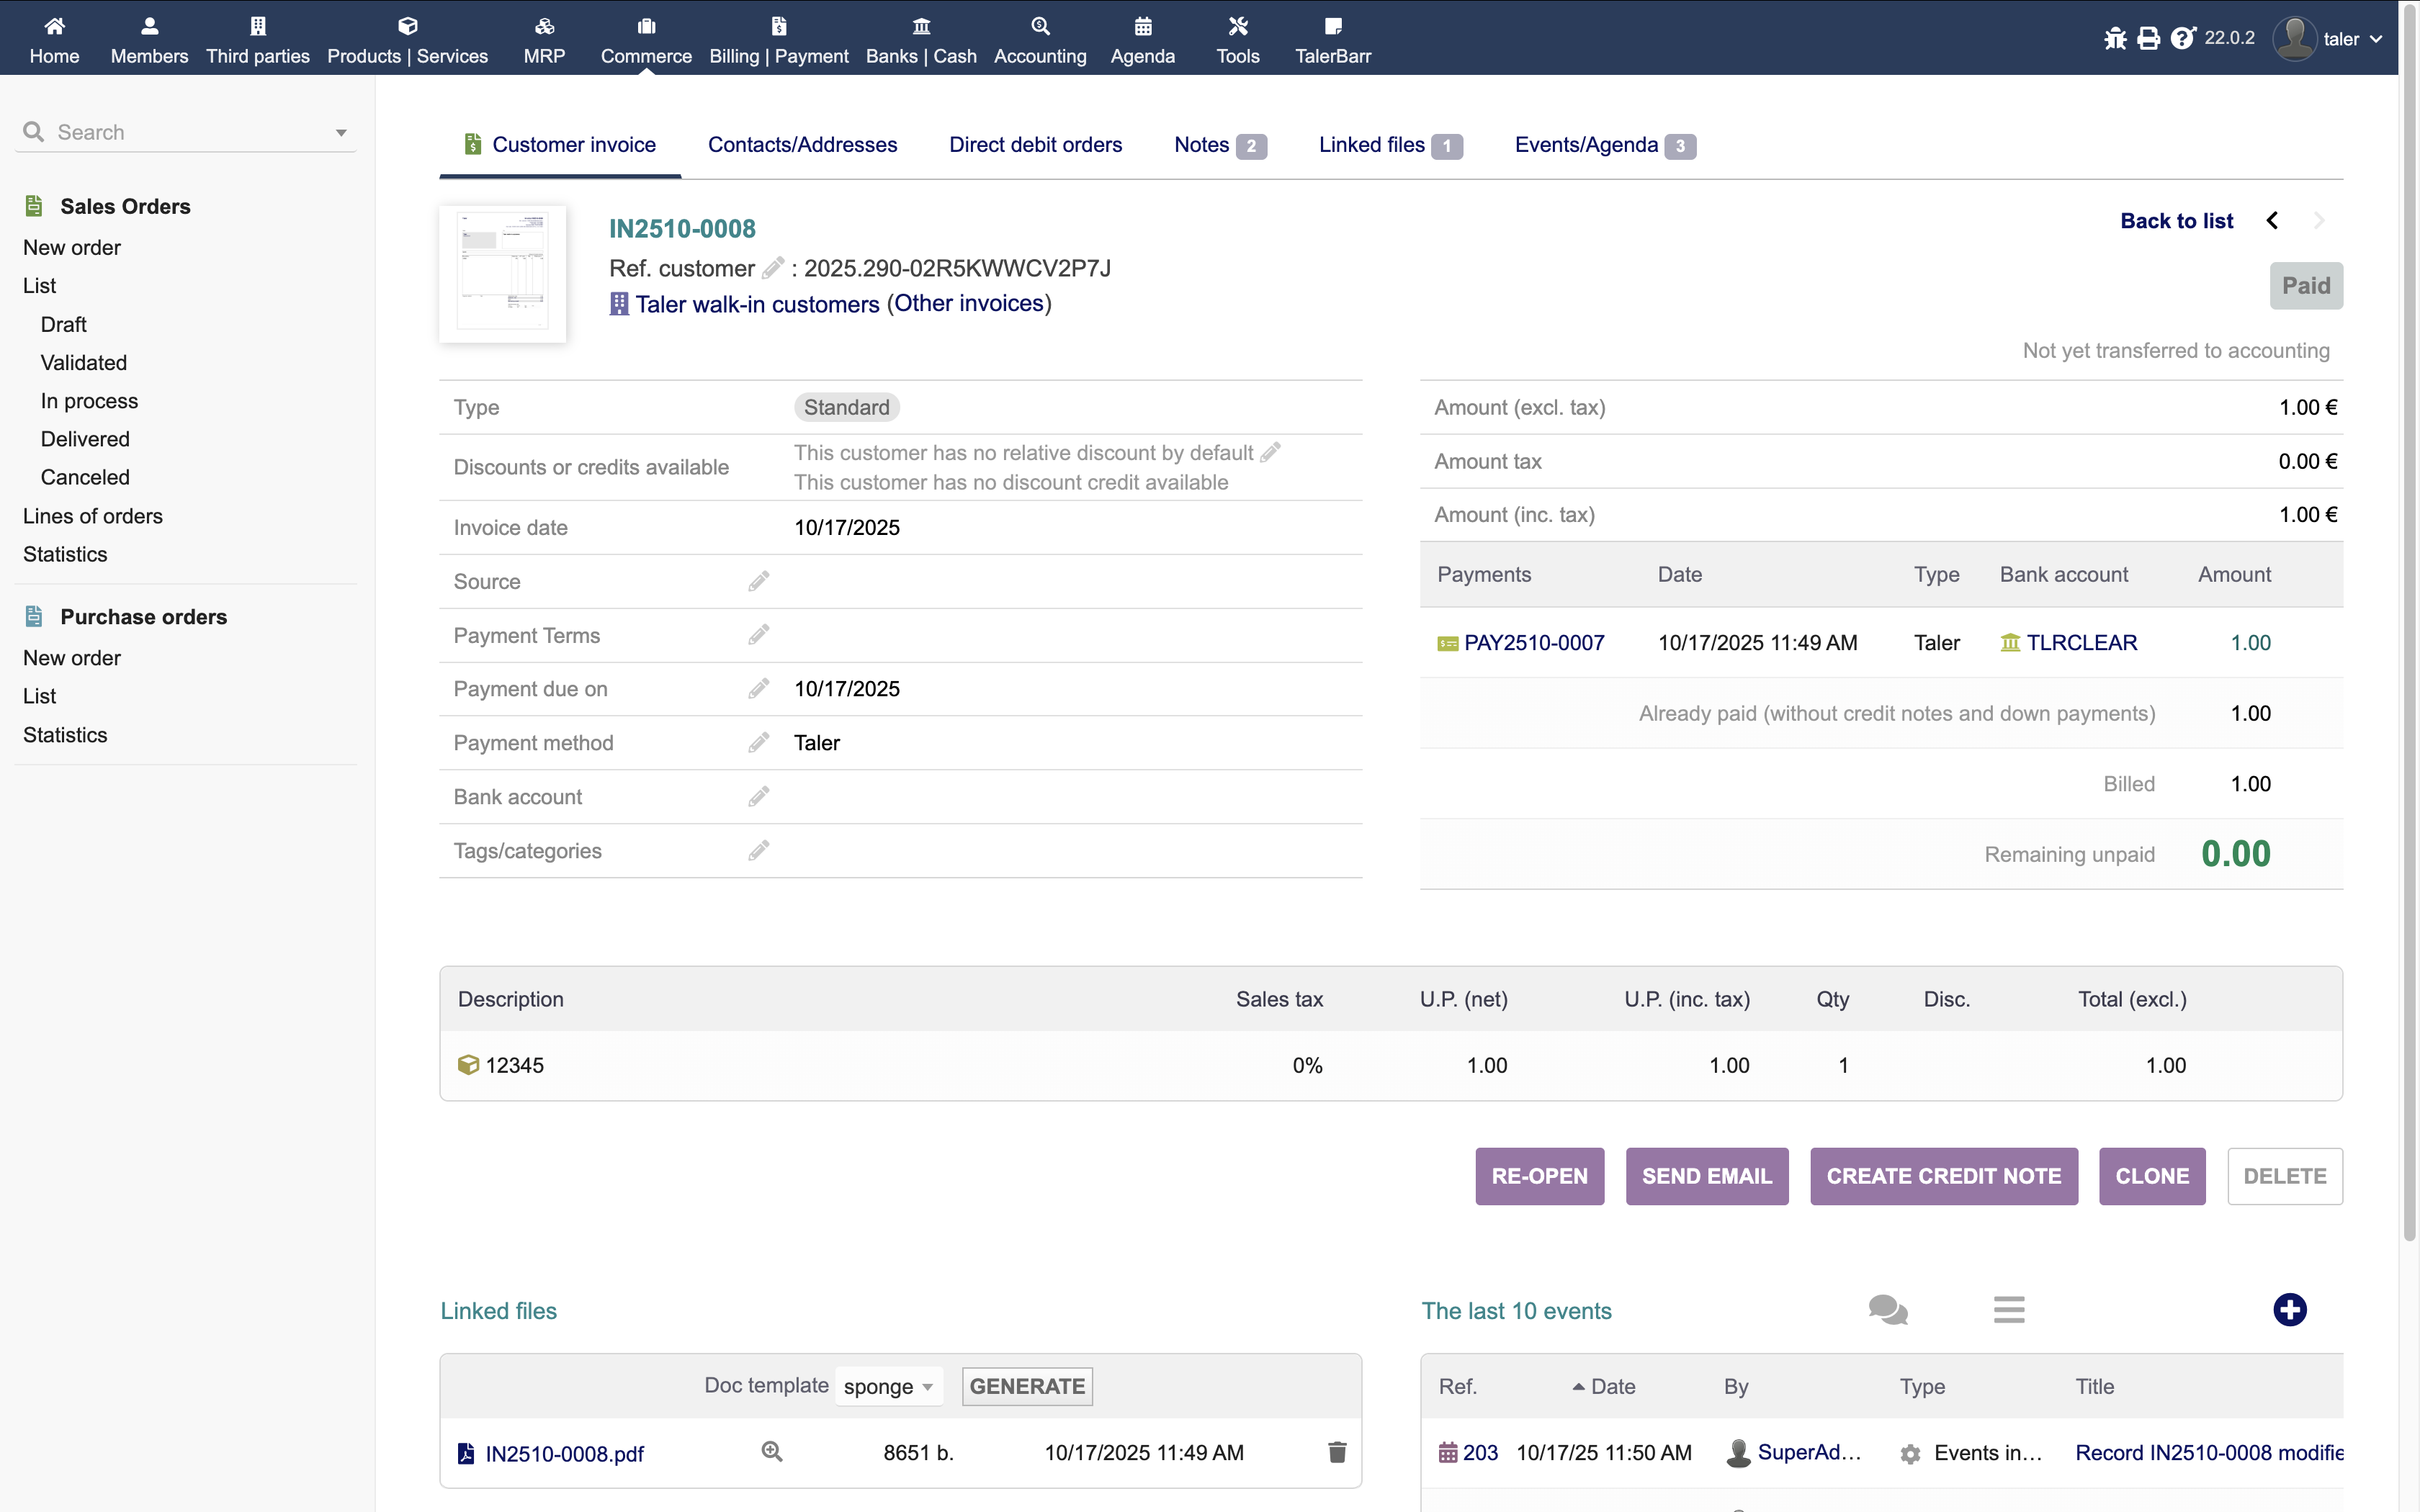 Home
Members
Third parties
Products | Services
MRP
Commerce
Billing | Payment
Banks | Cash
Accounting
Agenda
Tools
TalerBarr
22.0.2
taler
Search
Sales Orders
New order
List
Draft
Validated
In process
Delivered
Canceled
Lines of orders
Statistics
Purchase orders
New order
List
Statistics
Customer invoice
Contacts/Addresses
Direct debit orders
Notes 2
Linked files 1
Events/Agenda 3
IN2510-0008
Ref. customer : 2025.290-02R5KWWCV2P7J
Taler walk-in customers (Other invoices)
Back to list
Paid
Not yet transferred to accounting
Type Standard
Discounts or credits available
This customer has no relative discount by default
This customer has no discount credit available
Invoice date 10/17/2025
Source
Payment Terms
Payment due on 10/17/2025
Payment method Taler
Bank account
Tags/categories
Amount (excl. tax) 1.00 €
Amount tax 0.00 €
Amount (inc. tax) 1.00 €
Payments Date Type Bank account Amount
PAY2510-0007 10/17/2025 11:49 AM Taler TLRCLEAR 1.00
Already paid (without credit notes and down payments) 1.00
Billed 1.00
Remaining unpaid 0.00
Description Sales tax U.P. (net) U.P. (inc. tax) Qty Disc. Total (excl.)
12345 0% 1.00 1.00 1 1.00
RE-OPEN
SEND EMAIL
CREATE CREDIT NOTE
CLONE
DELETE
Linked files
Doc template sponge GENERATE
IN2510-0008.pdf 8651 b. 10/17/2025 11:49 AM
The last 10 events
Ref. Date By Type Title
203 10/17/25 11:50 AM SuperAd... Events in... Record IN2510-0008 modifie